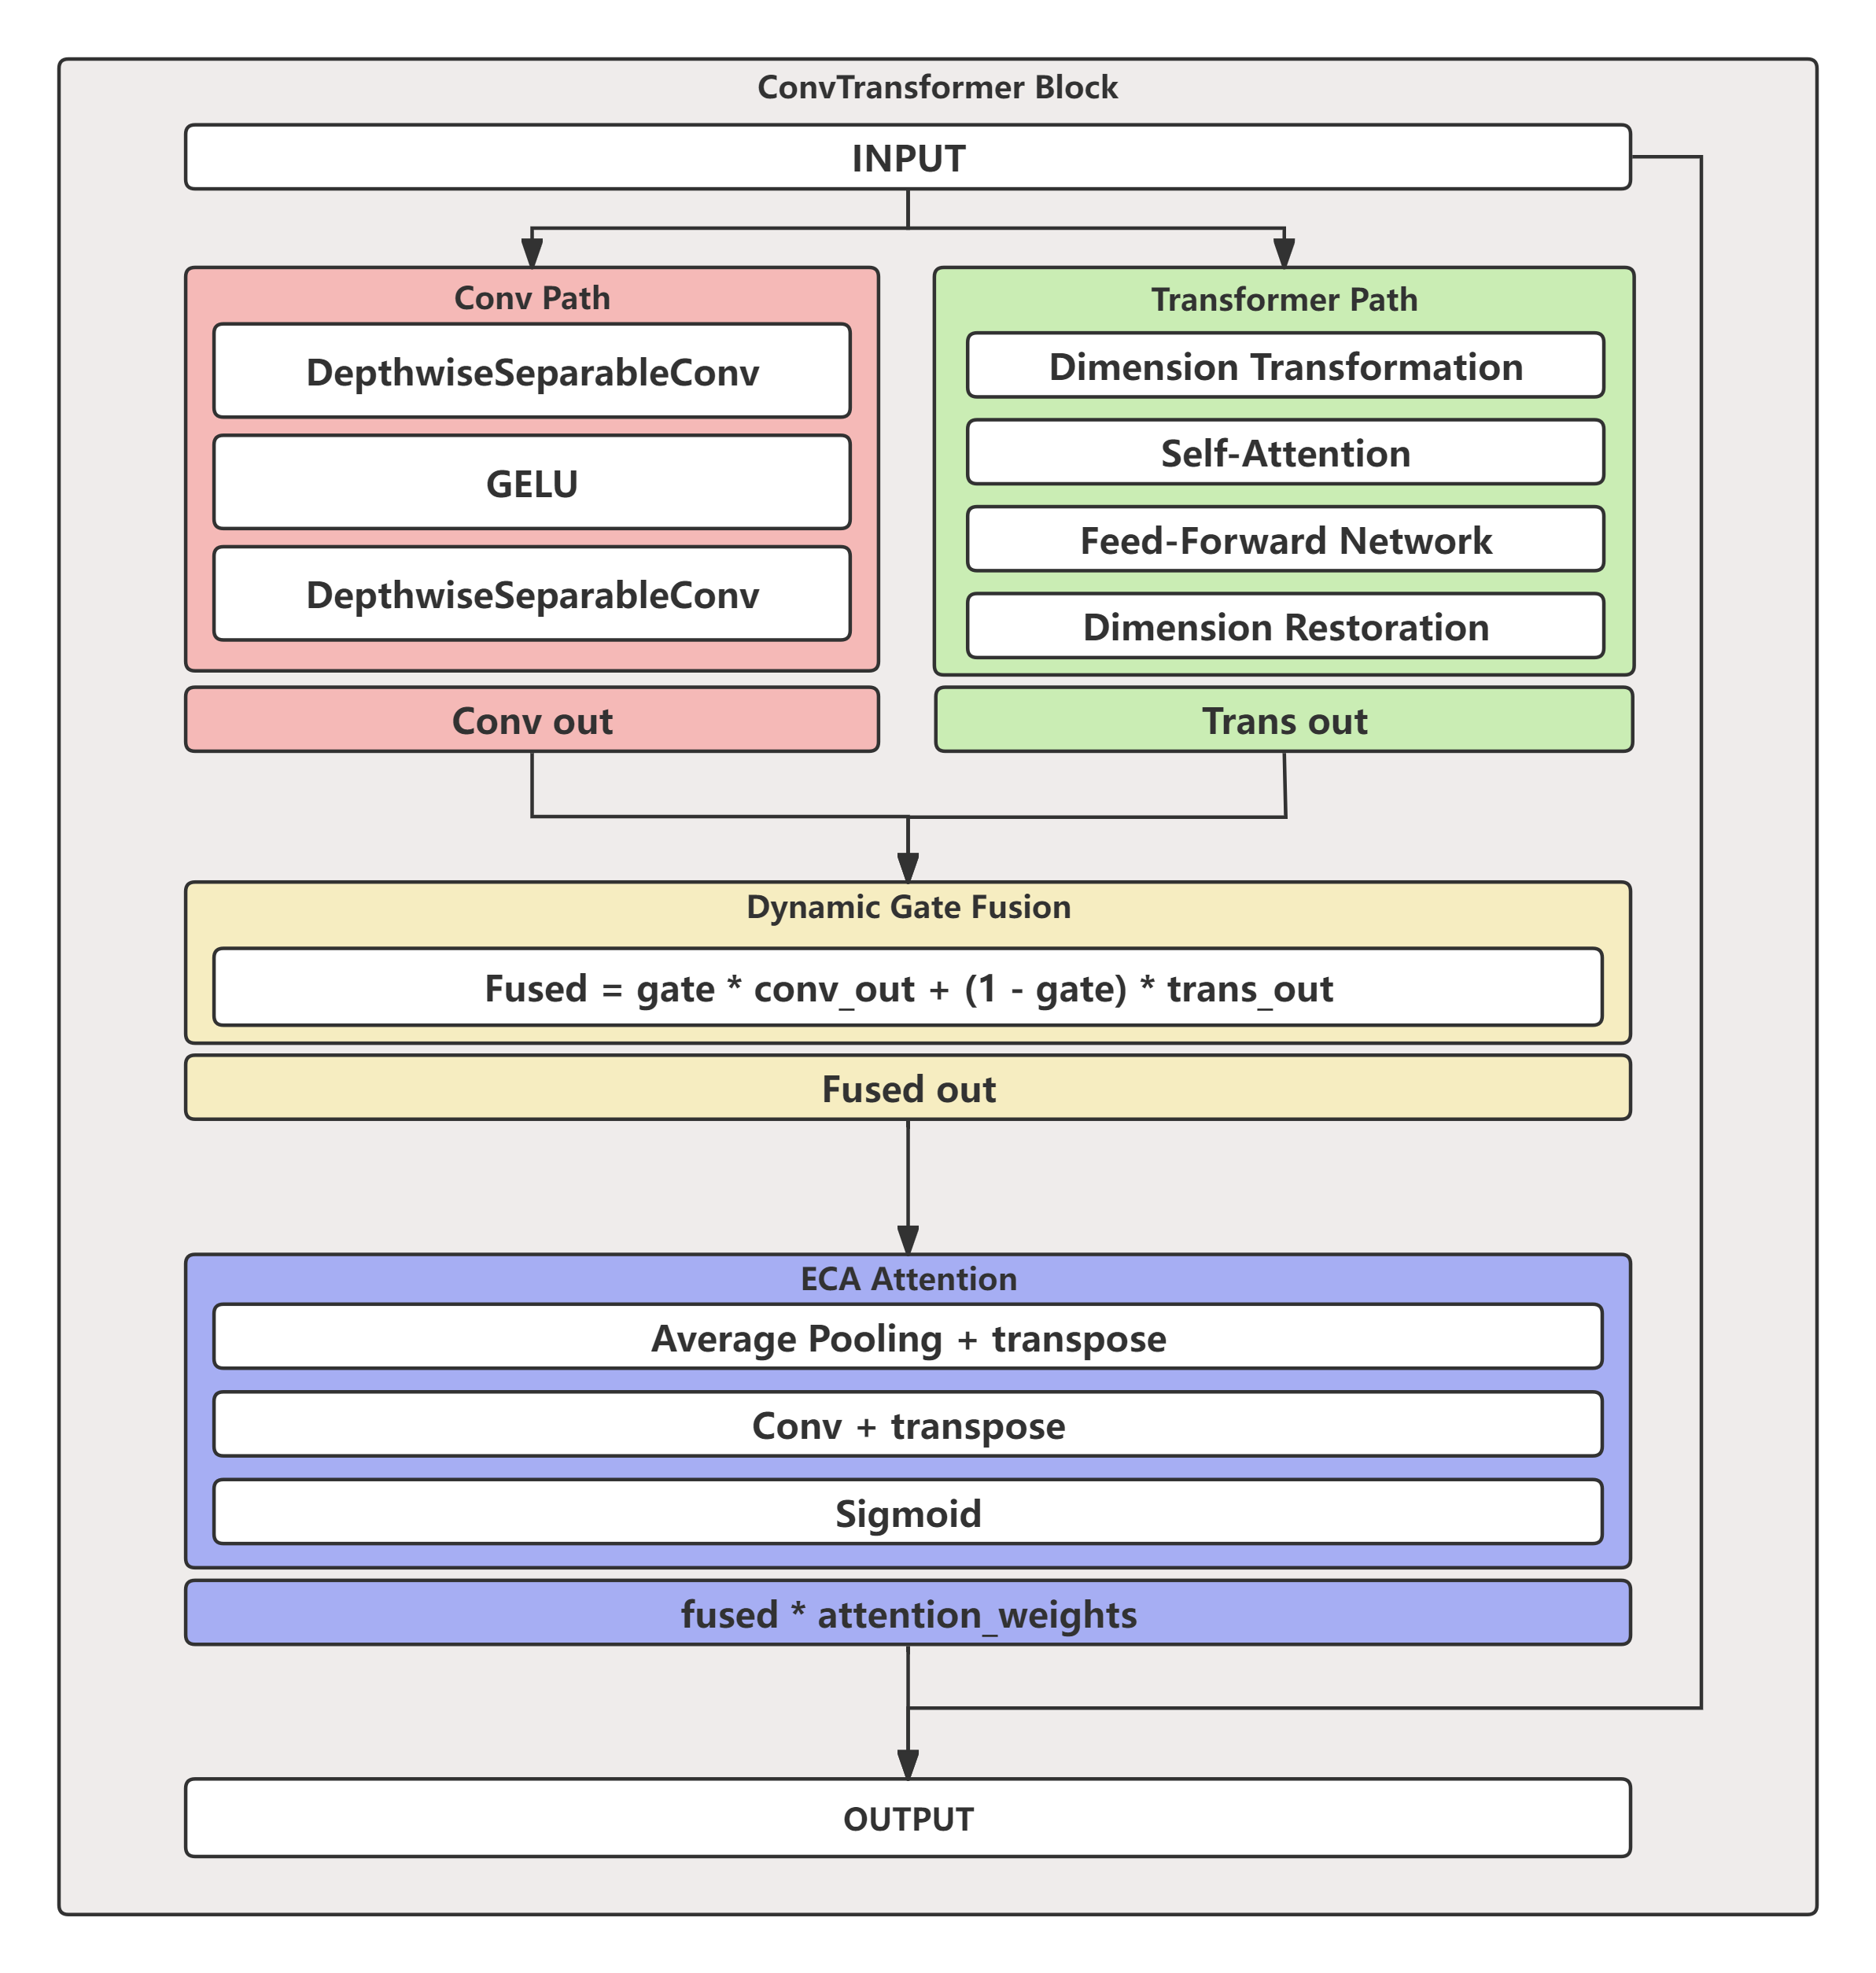 ConvTransformer Block
INPUT
Conv Path
DepthwiseSeparableConv
GELU
DepthwiseSeparableConv
Conv out
Transformer Path
Dimension Transformation
Self-Attention
Feed-Forward Network
Dimension Restoration
Trans out
Dynamic Gate Fusion
Fused = gate * conv_out + (1 - gate) * trans_out
Fused out
ECA Attention
Average Pooling + transpose
Conv + transpose
Sigmoid
fused * attention_weights
OUTPUT